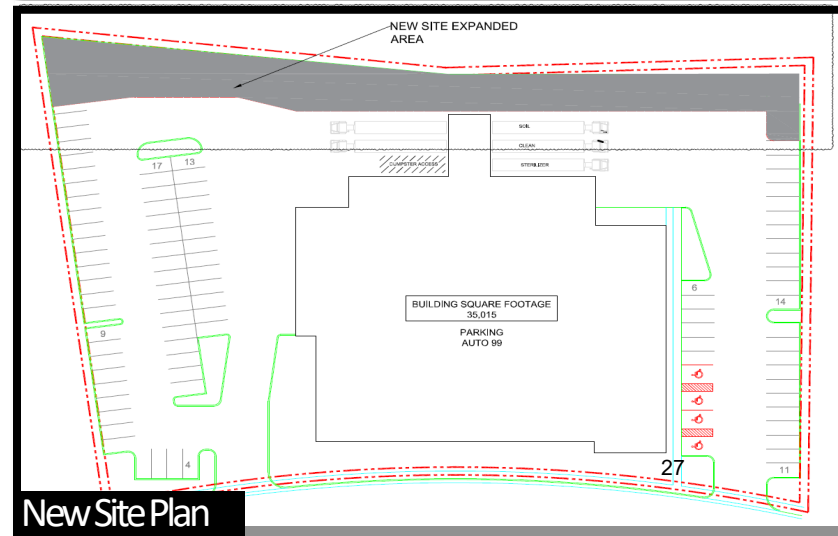 NEW SITE EXPANDED
AREA
SOIL
CLEAN
DUMPSTER ACCESS
STERILIZER
17 13
6
BUILDING SQUARE FOOTAGE
35,015
14
PARKING
AUTO 99
9
4
27
11
New Site Plan